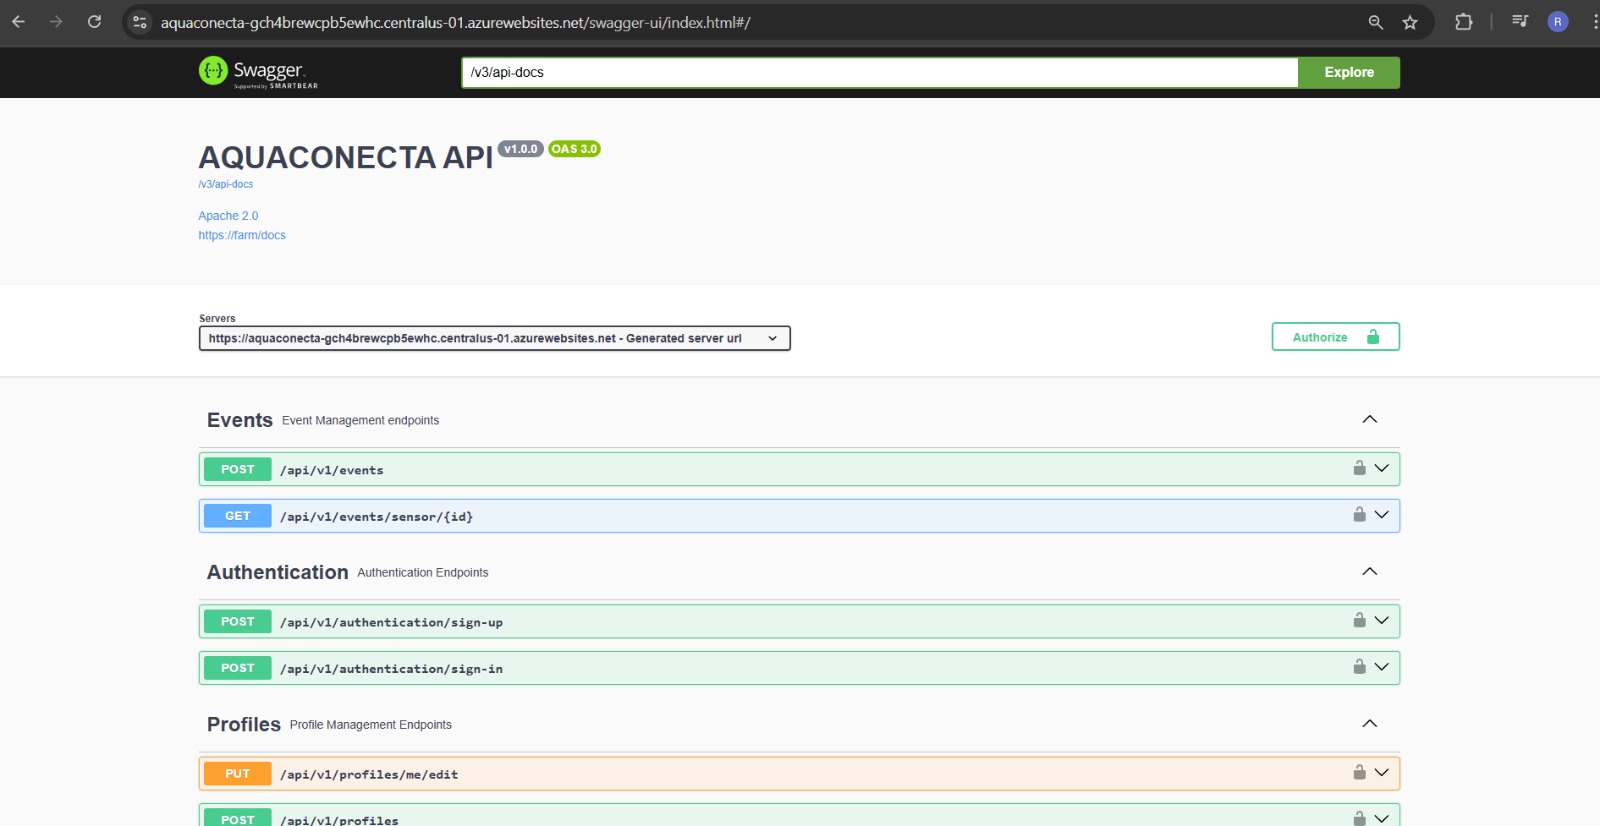 aquaconecta-gch4brewcpb5ewhc.centralus-01.azurewebsites.net/swagger-ui/index.html#/
R
{··} Swagger.
Supported by SMARTBEAR
/v3/api-docs
Explore
AQUACONECTA API v1.0.0 OAS 3.0
/v3/api-docs
Apache 2.0
https://farm/docs
Servers
https://aquaconecta-gch4brewcpb5ewhc.centralus-01.azurewebsites.net - Generated server url
Authorize
Events Event Management endpoints
POST /api/v1/events
GET /api/v1/events/sensor/{id}
Authentication Authentication Endpoints
POST /api/v1/authentication/sign-up
POST /api/v1/authentication/sign-in
Profiles Profile Management Endpoints
PUT /api/v1/profiles/me/edit
POST /api/v1/profiles